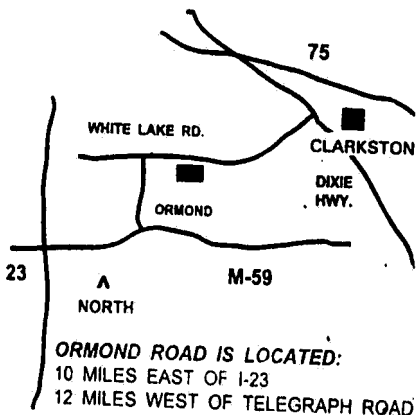 75
WHITE LAKE RD.
CLARKSTON
DIXIE
HWY.
ORMOND
23
M-59
^
NORTH
ORMOND ROAD IS LOCATED:
10 MILES EAST OF I-23
12 MILES WEST OF TELEGRAPH ROAD